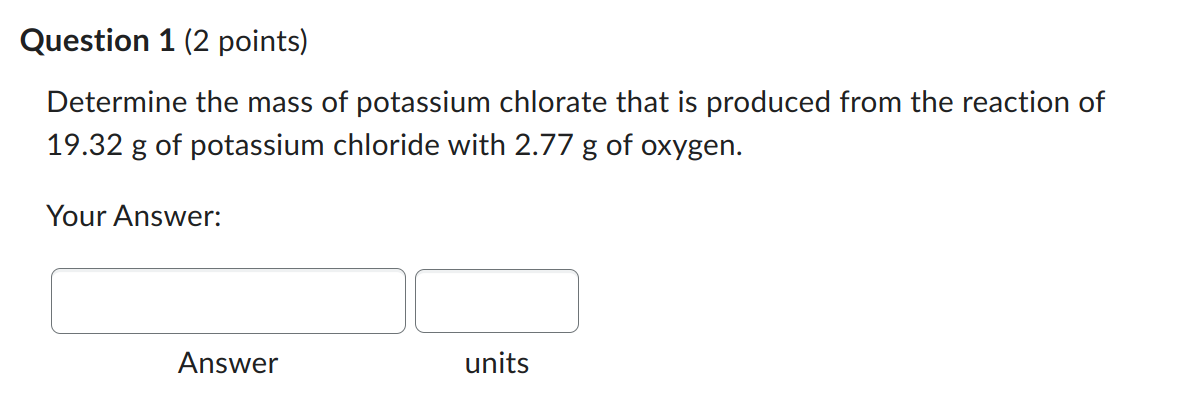 Question 1 (2 points)
Determine the mass of potassium chlorate that is produced from the reaction of
19.32 g of potassium chloride with 2.77 g of oxygen.
Your Answer:
Answer units